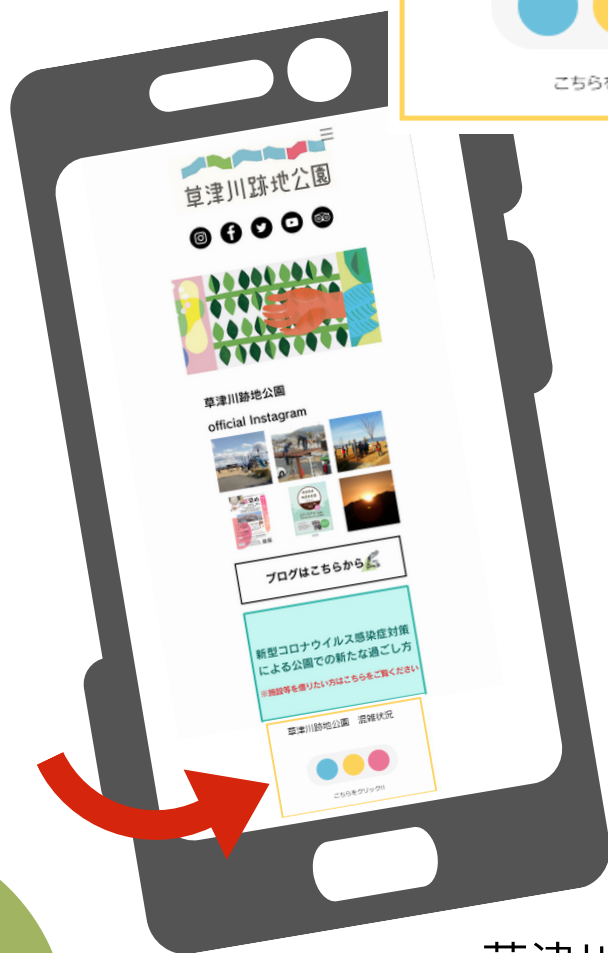 こちらを
草津川跡地公園
草津川跡地公園
official Instagram
ブログはこちらから
新型コロナウイルス感染症対策
による公園での新たな過ごし方
※施設等を借りたい方はこちらをご覧ください
草津川跡地公園 混雑状況
こちらをクリック!!
草津川